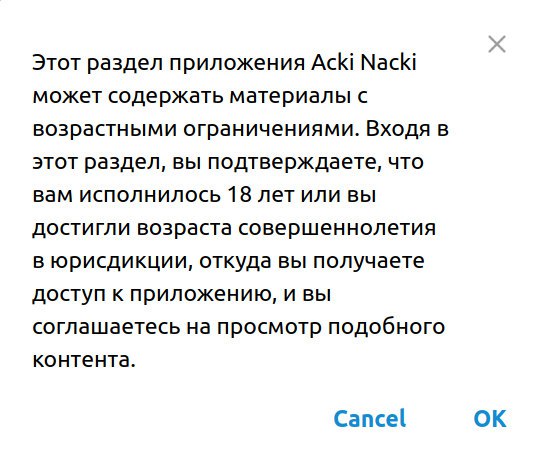 Этот раздел приложения Acki Nacki
может содержать материалы с
возрастными ограничениями. Входя в
этот раздел, вы подтверждаете, что
вам исполнилось 18 лет или вы
достигли возраста совершеннолетия
в юрисдикции, откуда вы получаете
доступ к приложению, и вы
соглашаетесь на просмотр подобного
контента.
Cancel OK